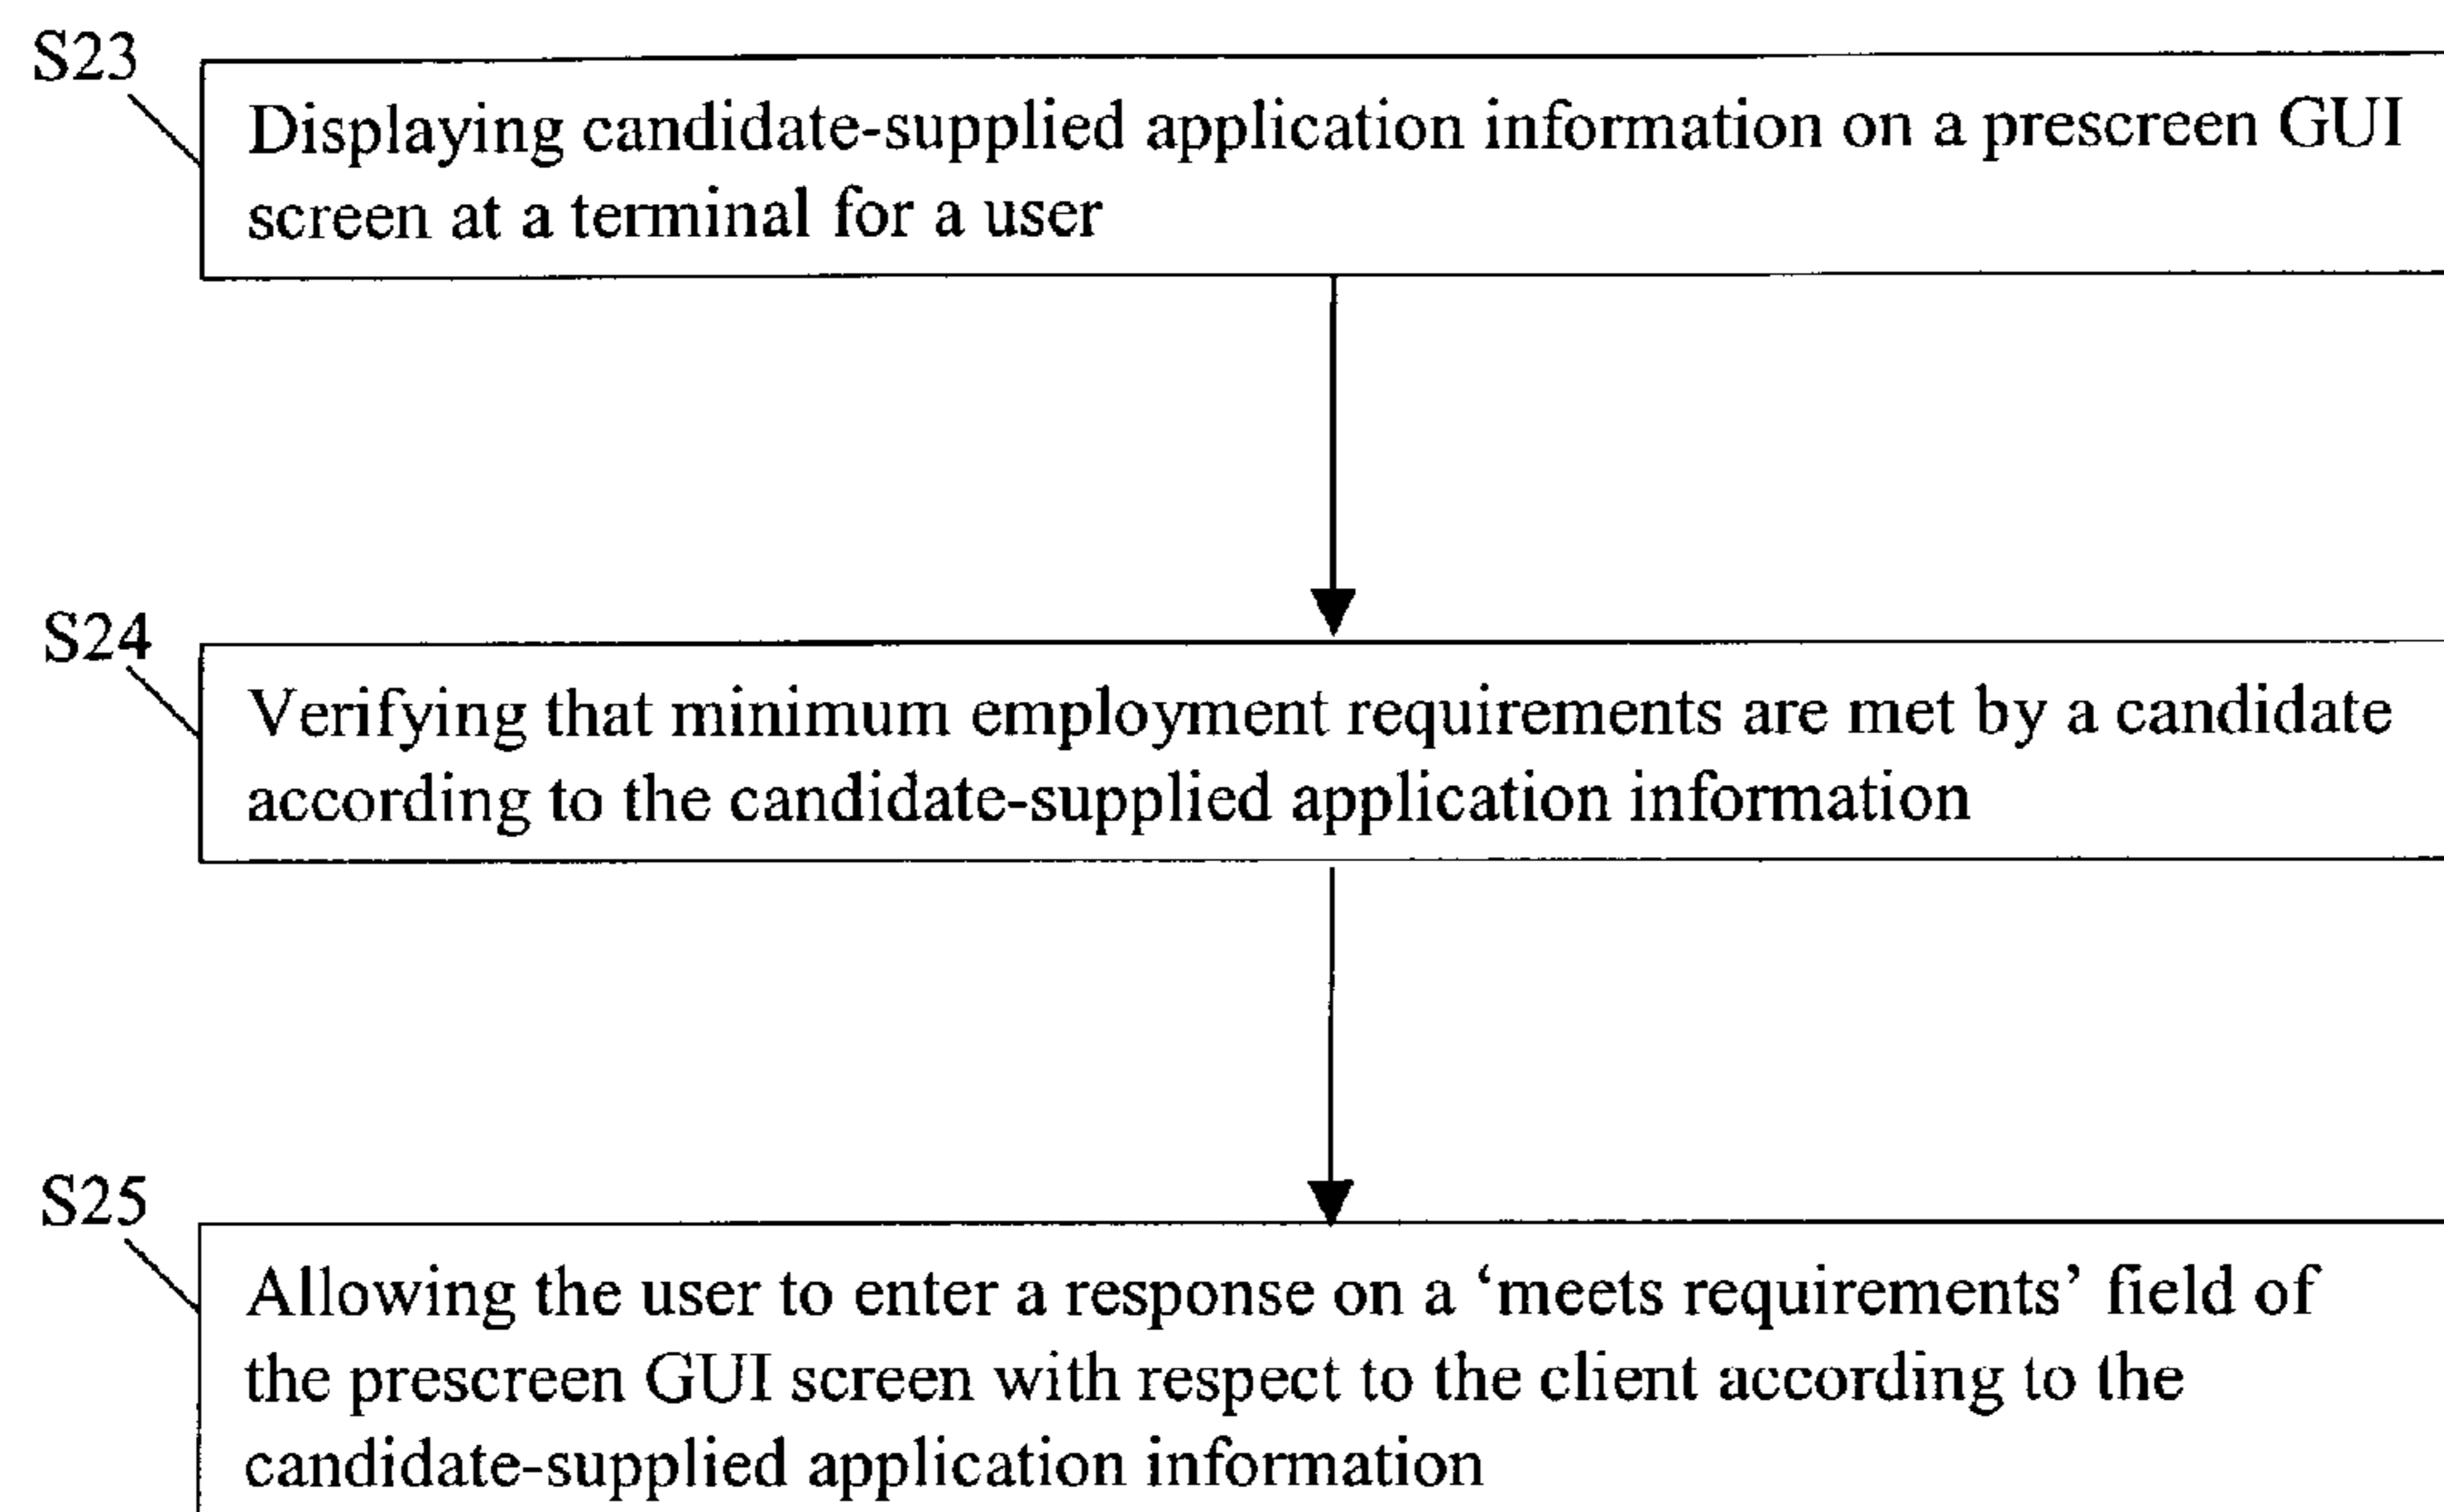 S23
Displaying candidate-supplied application information on a prescreen GUI
screen at a terminal for a user
S24
Verifying that minimum employment requirements are met by a candidate
according to the candidate-supplied application information
S25
Allowing the user to enter a response on a ‘meets requirements’ field of
the prescreen GUI screen with respect to the client according to the
candidate-supplied application information